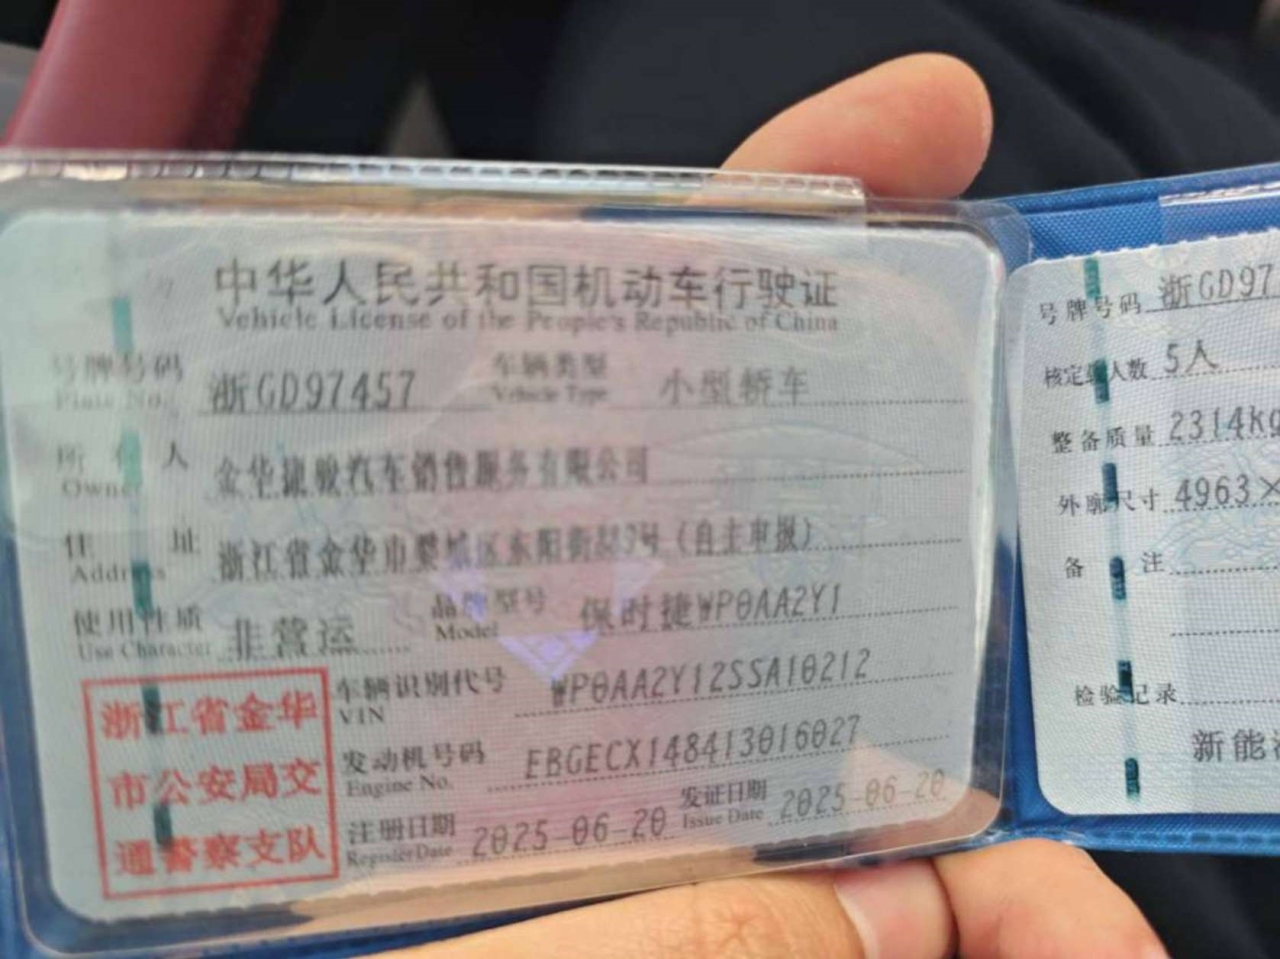 中华人民共和国机动车行驶证
Vehicle License of the People's Republic of China
号牌号码 浙GD97457 车辆类型 小型轿车
Plate No. Vehicle Type
所有人 金华捷骏汽车销售服务有限公司
Owner
住址 浙江省金华市婺城区东阳街 号(自主申报)
Address
使用性质 非营运 品牌型号 保时捷WP0AA2Y1
Use Character Model
车辆识别代号 WP0AA2Y12SSA10212
VIN
发动机号码 EBGECX148413016027
Engine No.
注册日期 2025-06-20 发证日期 2025-06-20
Register Date Issue Date
浙江省金华
市公安局交
通警察支队
号牌号码 浙GD97
核定载人数 5人
整备质量 2314kg
外廓尺寸 4963×
备注
检验记录
新能